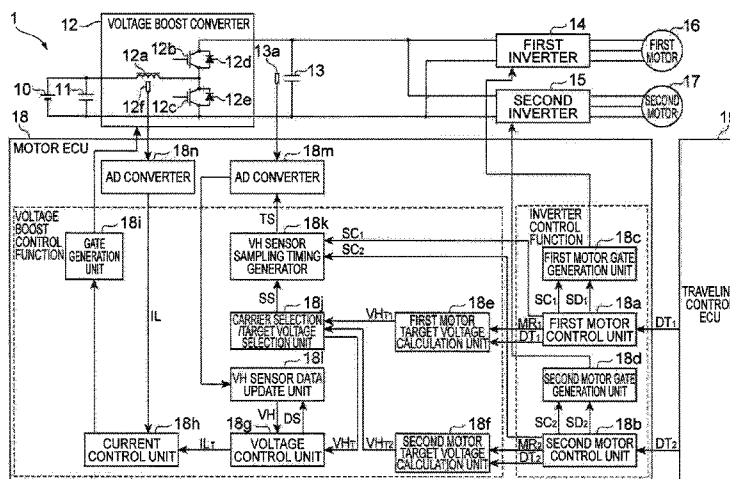 1
12
VOLTAGE BOOST CONVERTER
12b
12a
12d
12f
12c
12e
10
11
13a
13
14
FIRST
INVERTER
16
FIRST
MOTOR
15
SECOND
INVERTER
17
SECOND
MOTOR
18
MOTOR ECU
18n
AD CONVERTER
18m
AD CONVERTER
VOLTAGE
BOOST
CONTROL
FUNCTION
18i
GATE
GENERATION
UNIT
TS
18k
VH SENSOR
SAMPLING TIMING
GENERATOR
SC1
SC2
INVERTER
CONTROL
FUNCTION
18c
FIRST MOTOR GATE
GENERATION UNIT
TRAVELING
CONTROL
ECU
IL
SS
18j
CARRIER SELECTION
/TARGET VOLTAGE
SELECTION UNIT
VHT1
18e
FIRST MOTOR
TARGET VOLTAGE
CALCULATION UNIT
MR1
DT1
SC1
SD1
18a
FIRST MOTOR
CONTROL UNIT
DT1
18l
VH SENSOR DATA
UPDATE UNIT
18d
SECOND MOTOR GATE
GENERATION UNIT
VH
DS
18h
CURRENT
CONTROL UNIT
ILT
18g
VOLTAGE
CONTROL UNIT
VHT
VHT2
18f
SECOND MOTOR
TARGET VOLTAGE
CALCULATION UNIT
MR2
DT2
SC2
SD2
18b
SECOND MOTOR
CONTROL UNIT
DT2